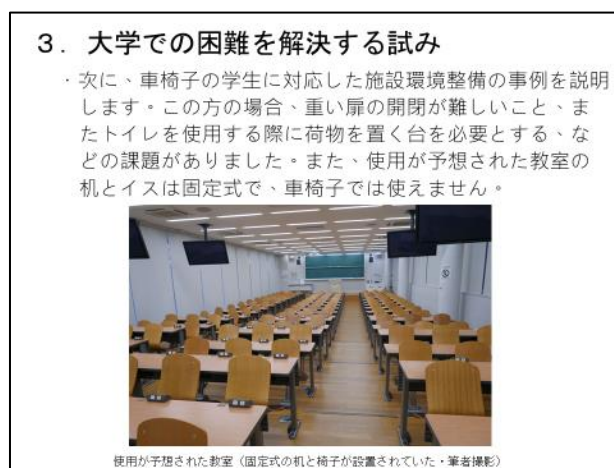 ３．大学での困難を解決する試み
・次に、車椅子の学生に対応した施設環境整備の事例を説明
します。この方の場合、重い扉の開閉が難しいこと、ま
たトイレを使用する際に荷物を置く台を必要とする、な
どの課題がありました。また、使用が予想された教室の
机とイスは固定式で、車椅子では使えません。
使用が予想された教室（固定式の机と椅子が設置されていた・筆者撮影）